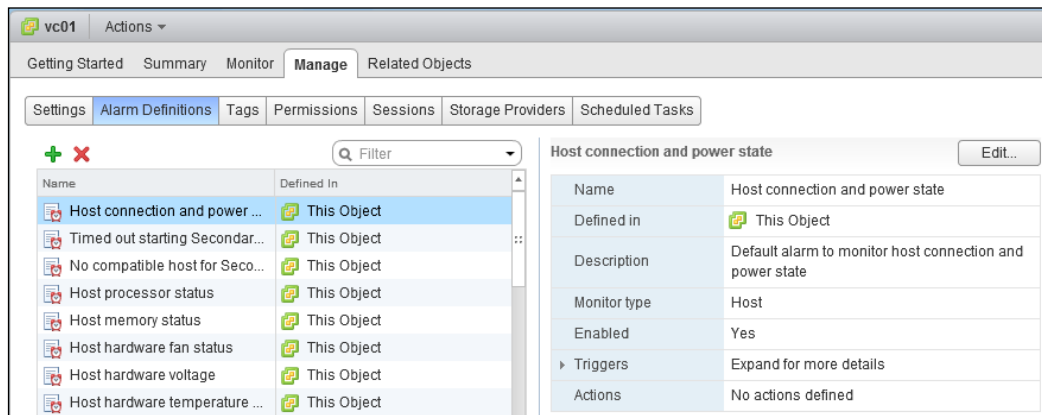 vc01 Actions
Getting Started Summary Monitor Manage Related Objects
Settings Alarm Definitions Tags Permissions Sessions Storage Providers Scheduled Tasks
Filter
Name Defined In
Host connection and power ... This Object
Timed out starting Secondar... This Object
No compatible host for Seco... This Object
Host processor status This Object
Host memory status This Object
Host hardware fan status This Object
Host hardware voltage This Object
Host hardware temperature ... This Object
Host connection and power state Edit...
Name Host connection and power state
Defined in This Object
Description Default alarm to monitor host connection and
power state
Monitor type Host
Enabled Yes
Triggers Expand for more details
Actions No actions defined